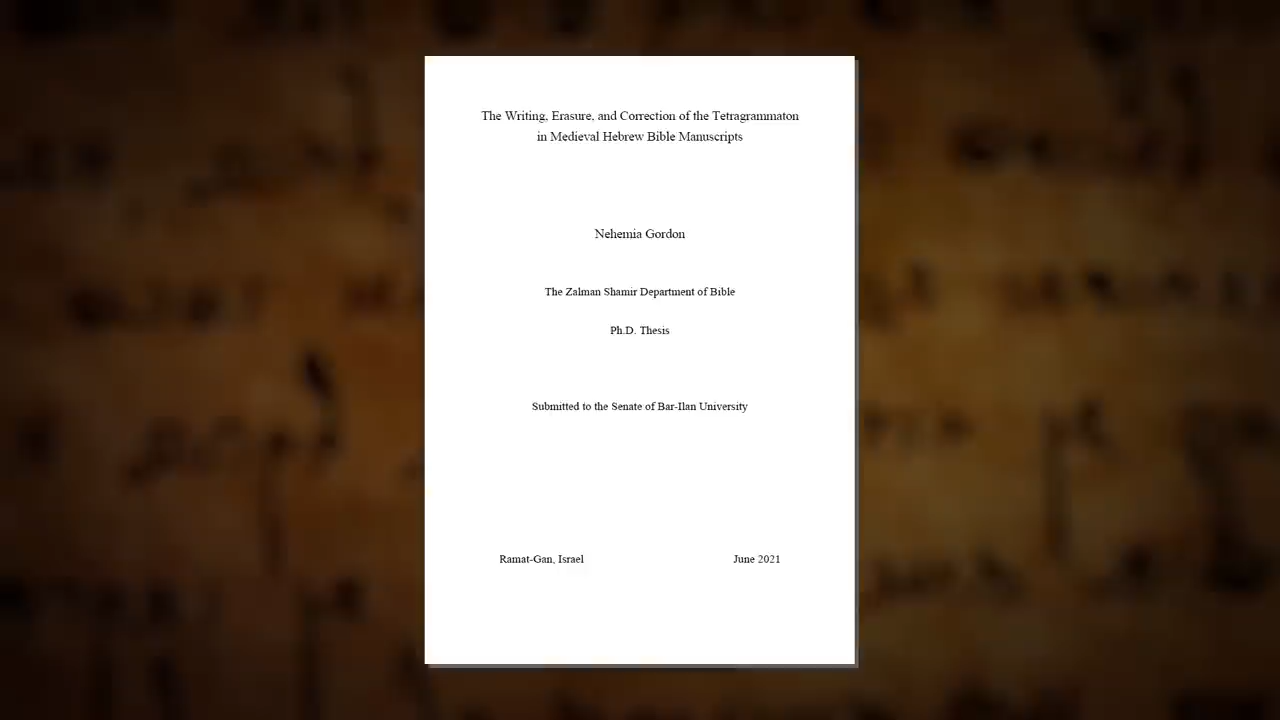 The Writing, Erasure, and Correction of the Tetragrammaton
in Medieval Hebrew Bible Manuscripts
Nehemia Gordon
The Zalman Shamir Department of Bible
Ph.D. Thesis
Submitted to the Senate of Bar-Ilan University
Ramat-Gan, Israel June 2021